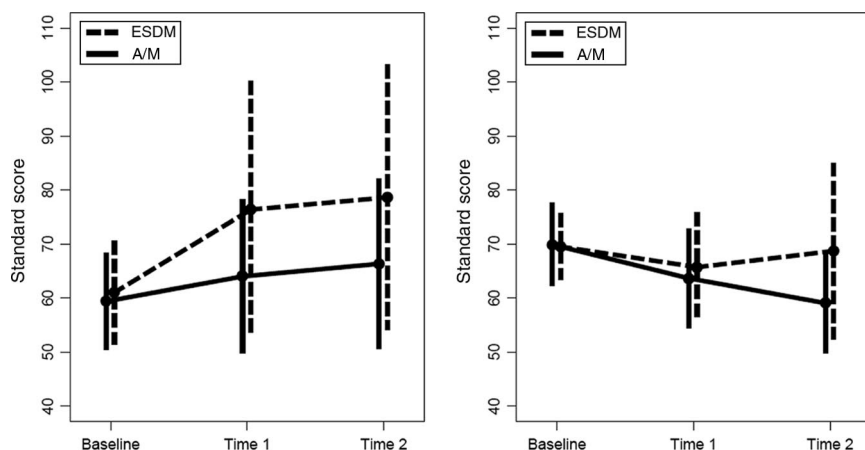 ESDM
A/M
Standard score
110
100
90
80
70
60
50
40
Baseline
Time 1
Time 2
ESDM
A/M
Standard score
110
100
90
80
70
60
50
40
Baseline
Time 1
Time 2